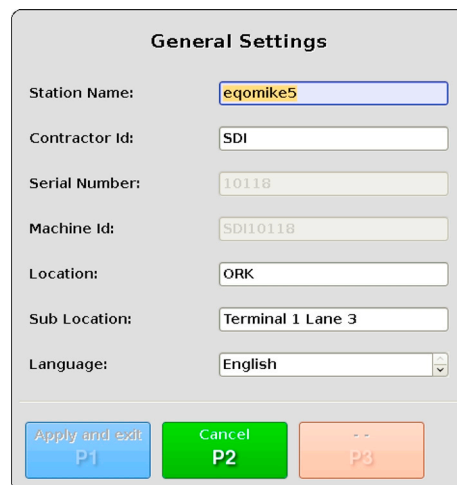 General Settings
Station Name: eqomike5
Contractor Id: SDI
Serial Number: 10118
Machine Id: SDI10118
Location: ORK
Sub Location: Terminal 1 Lane 3
Language: English
Apply and exit Cancel - -
P1 P2 P3